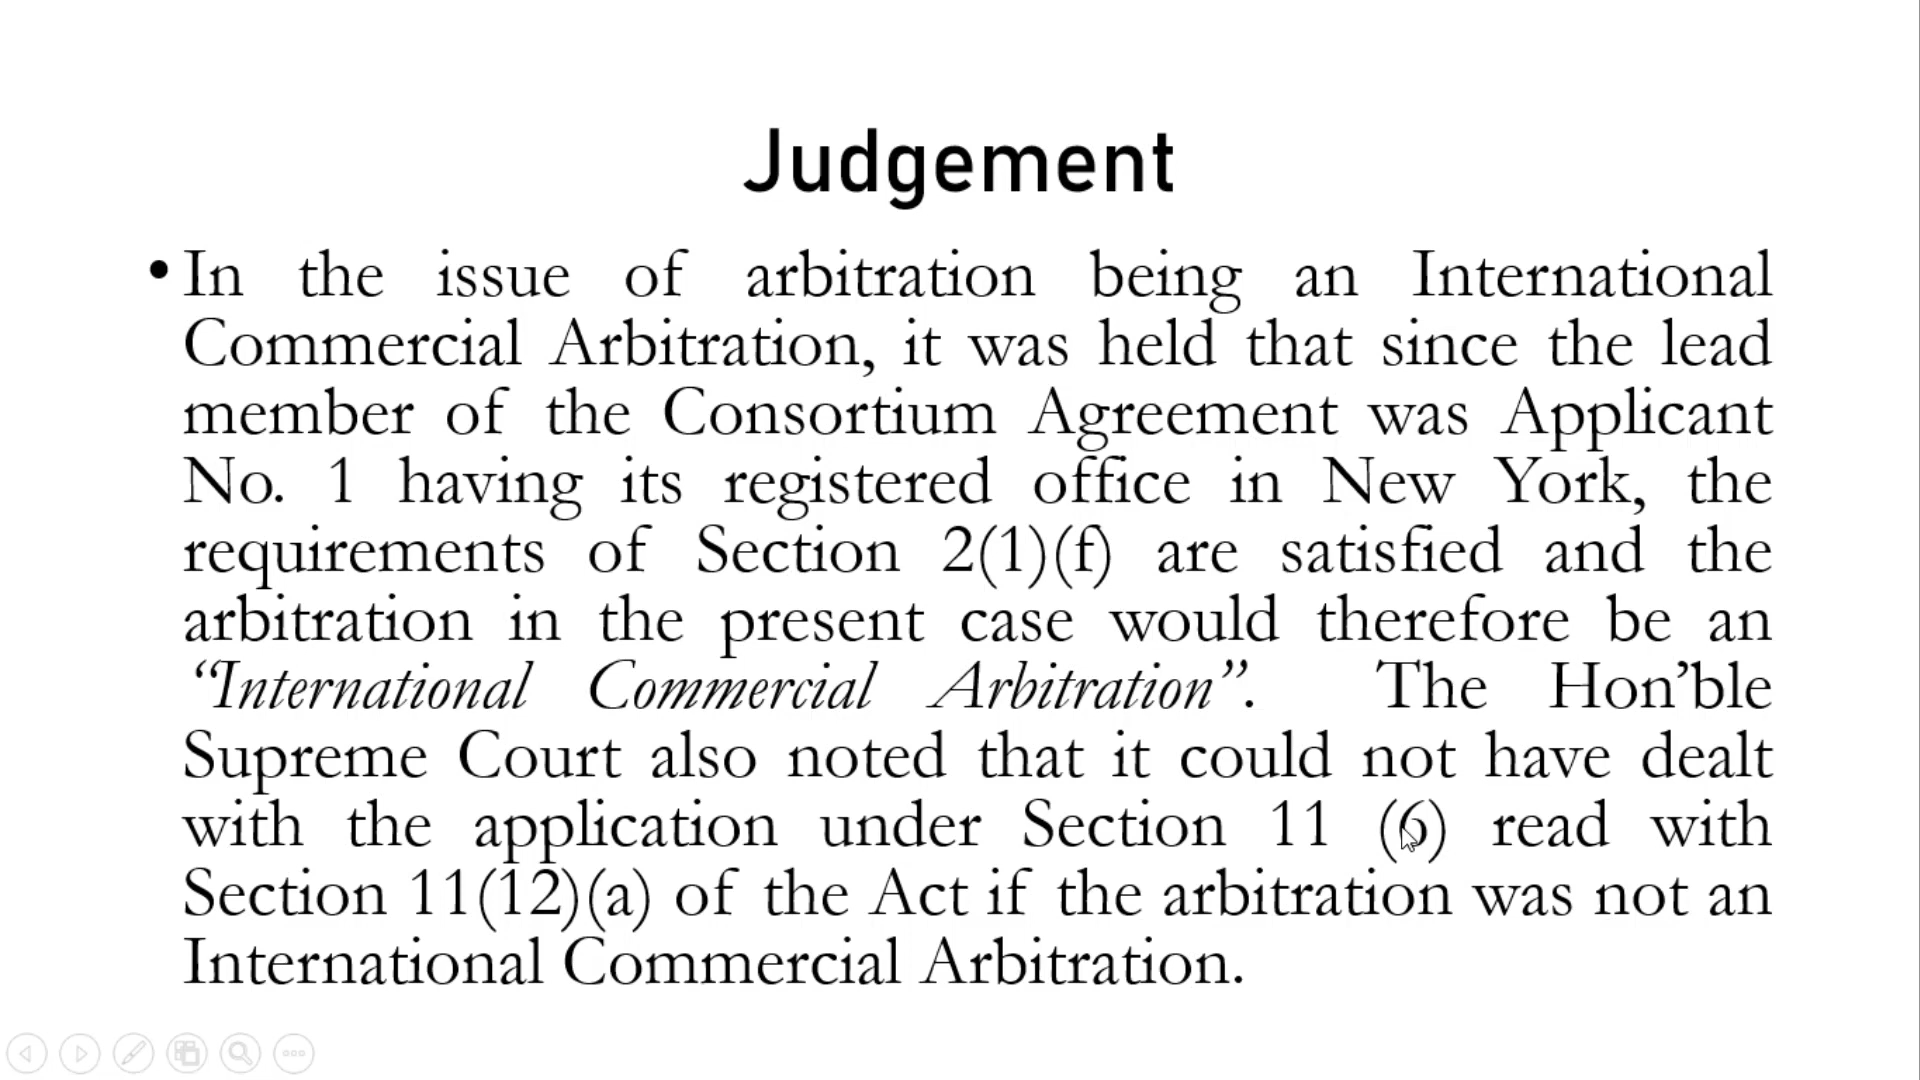 Judgement
• In the issue of arbitration being an International
Commercial Arbitration, it was held that since the lead
member of the Consortium Agreement was Applicant
No. 1 having its registered office in New York, the
requirements of Section 2(1)(f) are satisfied and the
arbitration in the present case would therefore be an
“International Commercial Arbitration”. The Hon’ble
Supreme Court also noted that it could not have dealt
with the application under Section 11 (6) read with
Section 11(12)(a) of the Act if the arbitration was not an
International Commercial Arbitration.